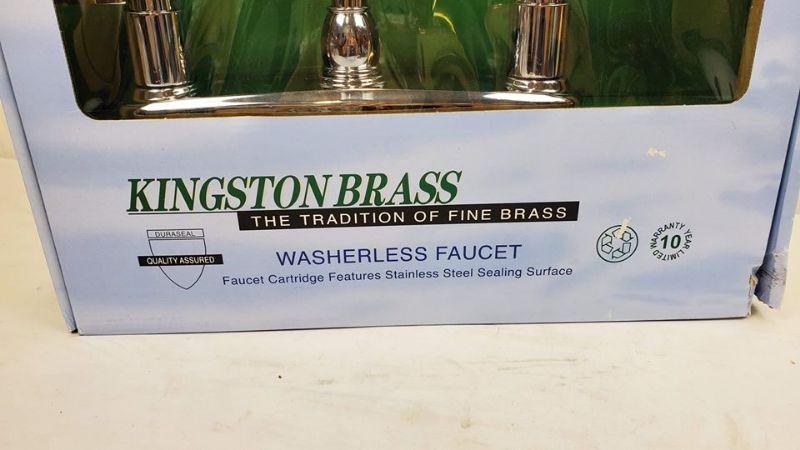 KINGSTON BRASS
THE TRADITION OF FINE BRASS
DURASEAL
QUALITY ASSURED
WASHERLESS FAUCET
Faucet Cartridge Features Stainless Steel Sealing Surface
10
YEAR LIMITED WARRANTY